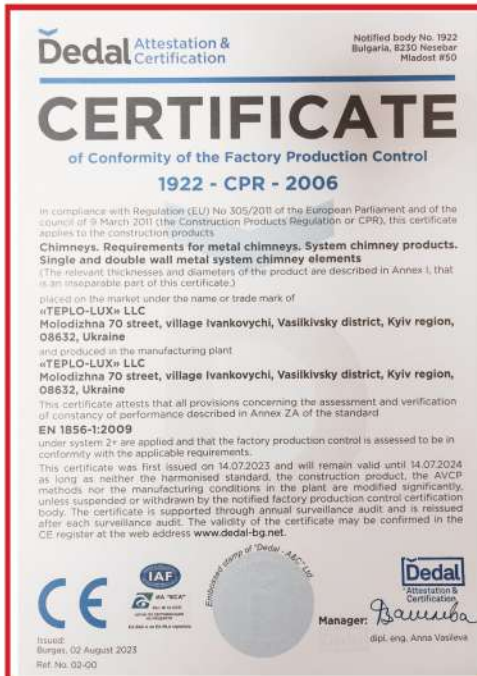 Dedal Attestation &
Certification
Notified body No. 1922
Bulgaria, 8230 Nesebar
Mladost #50
CERTIFICATE
of Conformity of the Factory Production Control
1922 - CPR - 2006
In compliance with Regulation (EU) No 305/2011 of the European Parliament and of the
council of 9 March 2011 (the Construction Products Regulation or CPR), this certificate
applies to the construction products
Chimneys. Requirements for metal chimneys. System chimney products.
Single and double wall metal system chimney elements
(The relevant thicknesses and diameters of the product are described in Annex I, that
is an inseparable part of this certificate.)
placed on the market under the name or trade mark of
«TEPLO-LUX» LLC
Molodizhna 70 street, village Ivankovychi, Vasilkivsky district, Kyiv region,
08632, Ukraine
and produced in the manufacturing plant
«TEPLO-LUX» LLC
Molodizhna 70 street, village Ivankovychi, Vasilkivsky district, Kyiv region,
08632, Ukraine
This certificate attests that all provisions concerning the assessment and verification
of constancy of performance described in Annex ZA of the standard
EN 1856-1:2009
under system 2+ are applied and that the factory production control is assessed to be in
conformity with the applicable requirements.
This certificate was first issued on 14.07.2023 and will remain valid until 14.07.2024
as long as neither the harmonised standard, the construction product, the AVCP
methods nor the manufacturing conditions in the plant are modified significantly,
unless suspended or withdrawn by the notified factory production control certification
body. The certificate is supported through annual surveillance audit and is reissued
after each surveillance audit. The validity of the certificate may be confirmed in the
CE register at the web address www.dedal-bg.net.
CE
IAF
ИА "БСА"
Embossed stamp of "Dedal - A&C" Ltd.
Dedal
Attestation &
Certification
Manager:
dipl. eng. Anna Vasileva
Issued:
Burgas, 02 August 2023
Ref. No. 02-00